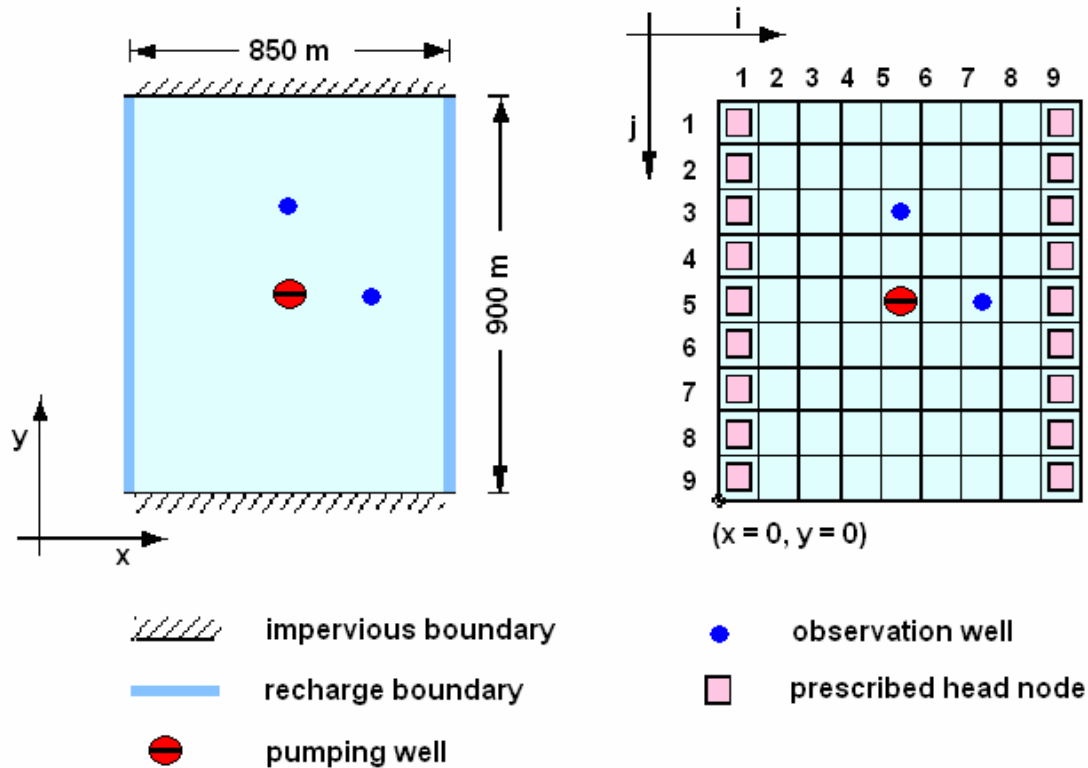 850 m
900 m
y
x
i
j
1 2 3 4 5 6 7 8 9
1
2
3
4
5
6
7
8
9
(x = 0, y = 0)
impervious boundary
recharge boundary
pumping well
observation well
prescribed head node